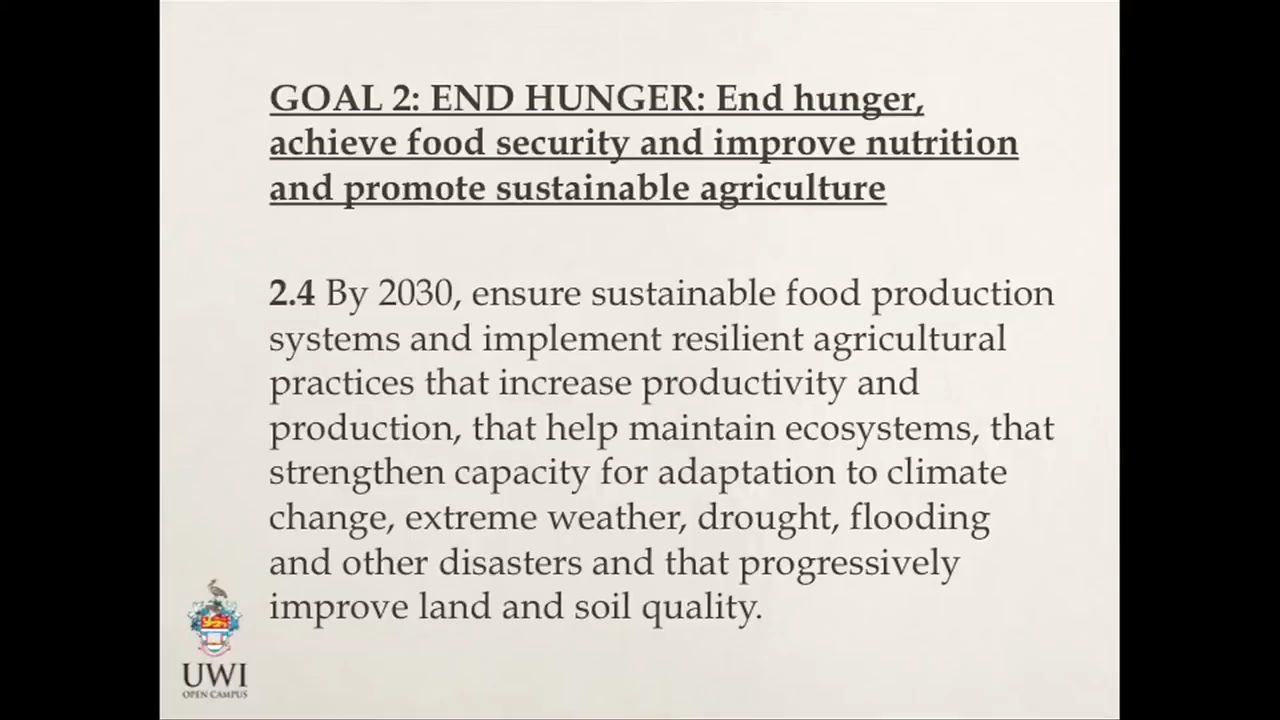 GOAL 2: END HUNGER: End hunger,
achieve food security and improve nutrition
and promote sustainable agriculture
2.4 By 2030, ensure sustainable food production
systems and implement resilient agricultural
practices that increase productivity and
production, that help maintain ecosystems, that
strengthen capacity for adaptation to climate
change, extreme weather, drought, flooding
and other disasters and that progressively
improve land and soil quality.
UWI
OPEN CAMPUS